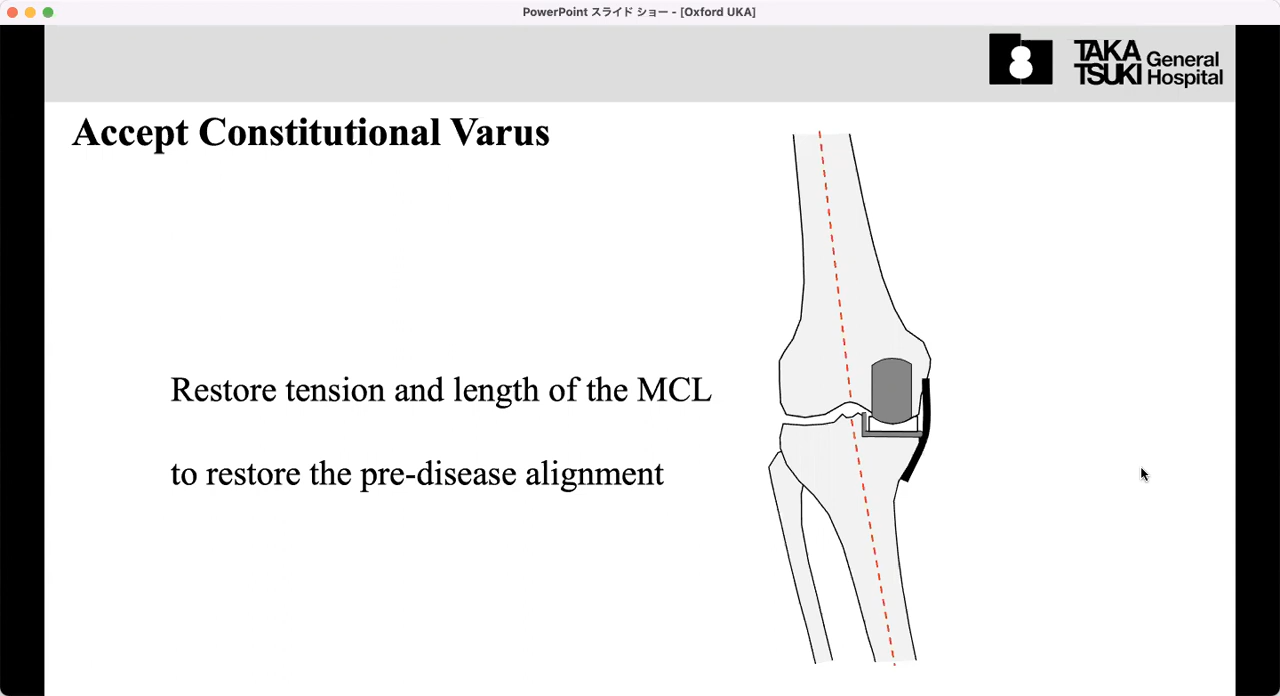 PowerPoint スライド ショー - [Oxford UKA]
TAKA
TSUKI General
Hospital
Accept Constitutional Varus
Restore tension and length of the MCL
to restore the pre-disease alignment